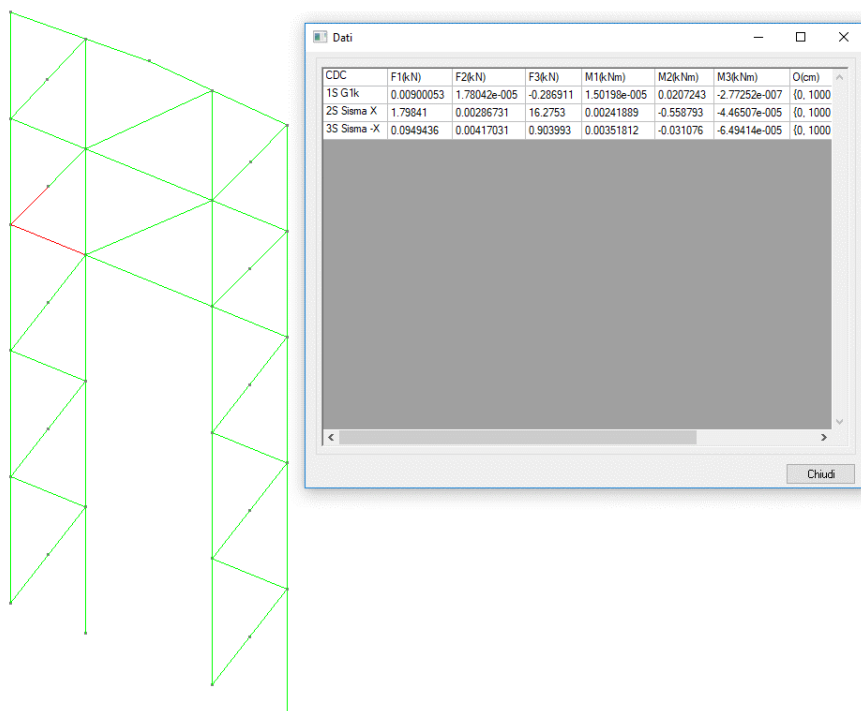 Dati
CDC F1(kN) F2(kN) F3(kN) M1(kNm) M2(kNm) M3(kNm) O(cm)
1S G1k 0.00900053 1.78042e-005 -0.286911 1.50198e-005 0.0207243 -2.77252e-007 {0, 1000
2S Sisma X 1.79841 0.00286731 16.2753 0.00241889 -0.558793 -4.46507e-005 {0, 1000
3S Sisma -X 0.0949436 0.00417031 0.903993 0.00351812 -0.031076 -6.49414e-005 {0, 1000
Chiudi